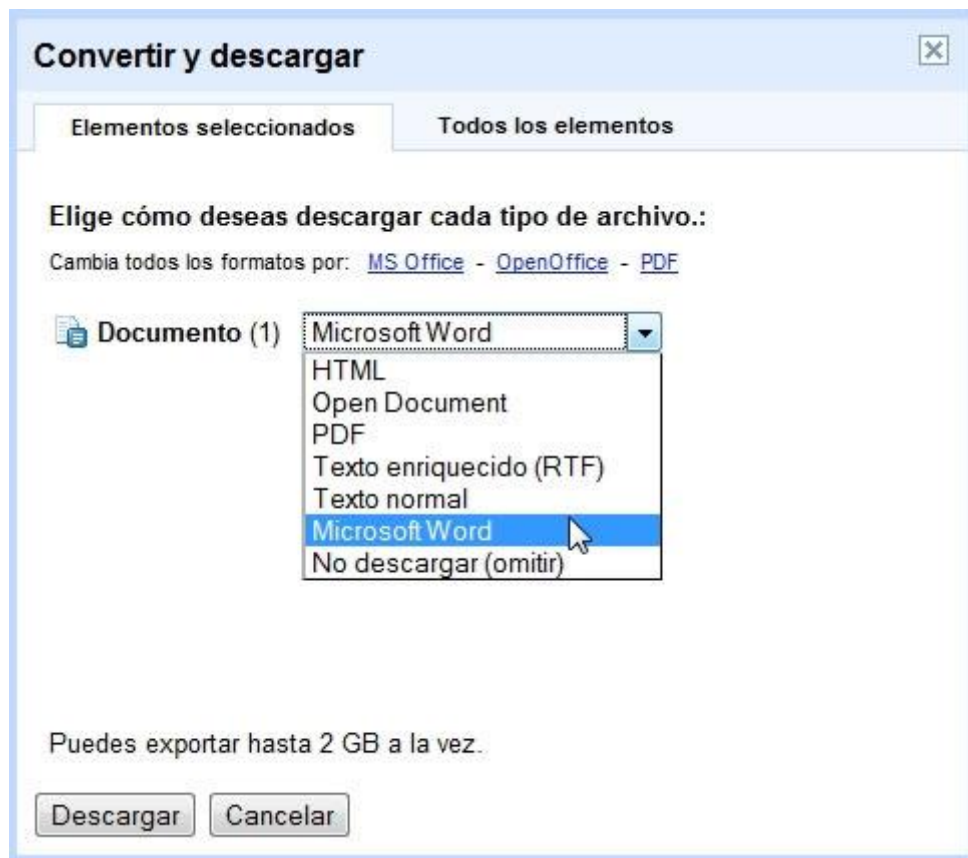 Convertir y descargar
Elementos seleccionados Todos los elementos
Elige cómo deseas descargar cada tipo de archivo.:
Cambia todos los formatos por: MS Office - OpenOffice - PDF
Documento (1) Microsoft Word
HTML
Open Document
PDF
Texto enriquecido (RTF)
Texto normal
Microsoft Word
No descargar (omitir)
Puedes exportar hasta 2 GB a la vez.
Descargar Cancelar